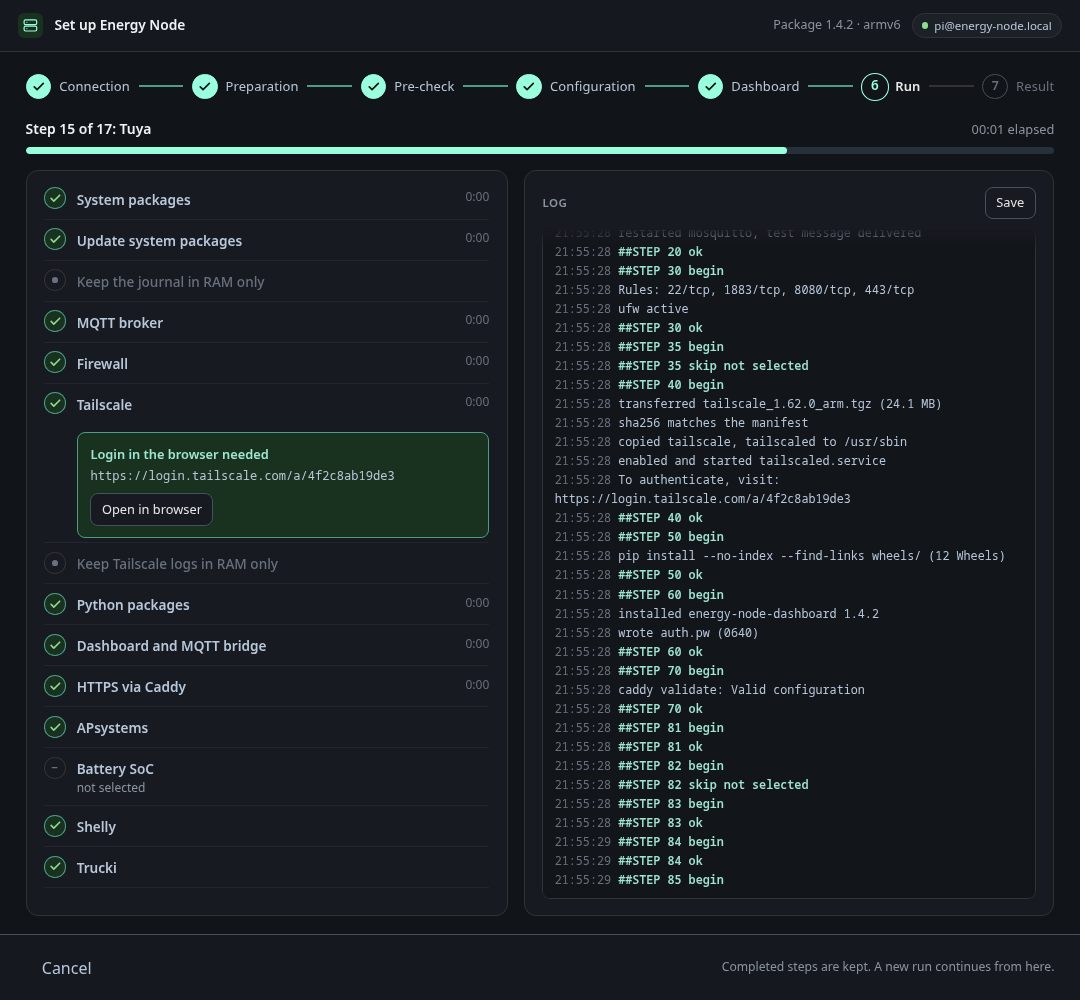 Set up Energy Node
Package 1.4.2 · armv6
pi@energy-node.local
Connection
Preparation
Pre-check
Configuration
Dashboard
6 Run
7 Result
Step 15 of 17: Tuya
00:01 elapsed
System packages 0:00
Update system packages 0:00
Keep the journal in RAM only
MQTT broker 0:00
Firewall 0:00
Tailscale 0:00
Login in the browser needed
https://login.tailscale.com/a/4f2c8ab19de3
Open in browser
Keep Tailscale logs in RAM only
Python packages 0:00
Dashboard and MQTT bridge 0:00
HTTPS via Caddy 0:00
APsystems
Battery SoC
not selected
Shelly
Trucki
LOG
Save
21:55:28 restarted mosquitto, test message delivered
21:55:28 ##STEP 20 ok
21:55:28 ##STEP 30 begin
21:55:28 Rules: 22/tcp, 1883/tcp, 8080/tcp, 443/tcp
21:55:28 ufw active
21:55:28 ##STEP 30 ok
21:55:28 ##STEP 35 begin
21:55:28 ##STEP 35 skip not selected
21:55:28 ##STEP 40 begin
21:55:28 transferred tailscale_1.62.0_arm.tgz (24.1 MB)
21:55:28 sha256 matches the manifest
21:55:28 copied tailscale, tailscaled to /usr/sbin
21:55:28 enabled and started tailscaled.service
21:55:28 To authenticate, visit:
https://login.tailscale.com/a/4f2c8ab19de3
21:55:28 ##STEP 40 ok
21:55:28 ##STEP 50 begin
21:55:28 pip install --no-index --find-links wheels/ (12 Wheels)
21:55:28 ##STEP 50 ok
21:55:28 ##STEP 60 begin
21:55:28 installed energy-node-dashboard 1.4.2
21:55:28 wrote auth.pw (0640)
21:55:28 ##STEP 60 ok
21:55:28 ##STEP 70 begin
21:55:28 caddy validate: Valid configuration
21:55:28 ##STEP 70 ok
21:55:28 ##STEP 81 begin
21:55:28 ##STEP 81 ok
21:55:28 ##STEP 82 begin
21:55:28 ##STEP 82 skip not selected
21:55:28 ##STEP 83 begin
21:55:28 ##STEP 83 ok
21:55:29 ##STEP 84 begin
21:55:29 ##STEP 84 ok
21:55:29 ##STEP 85 begin
Cancel
Completed steps are kept. A new run continues from here.